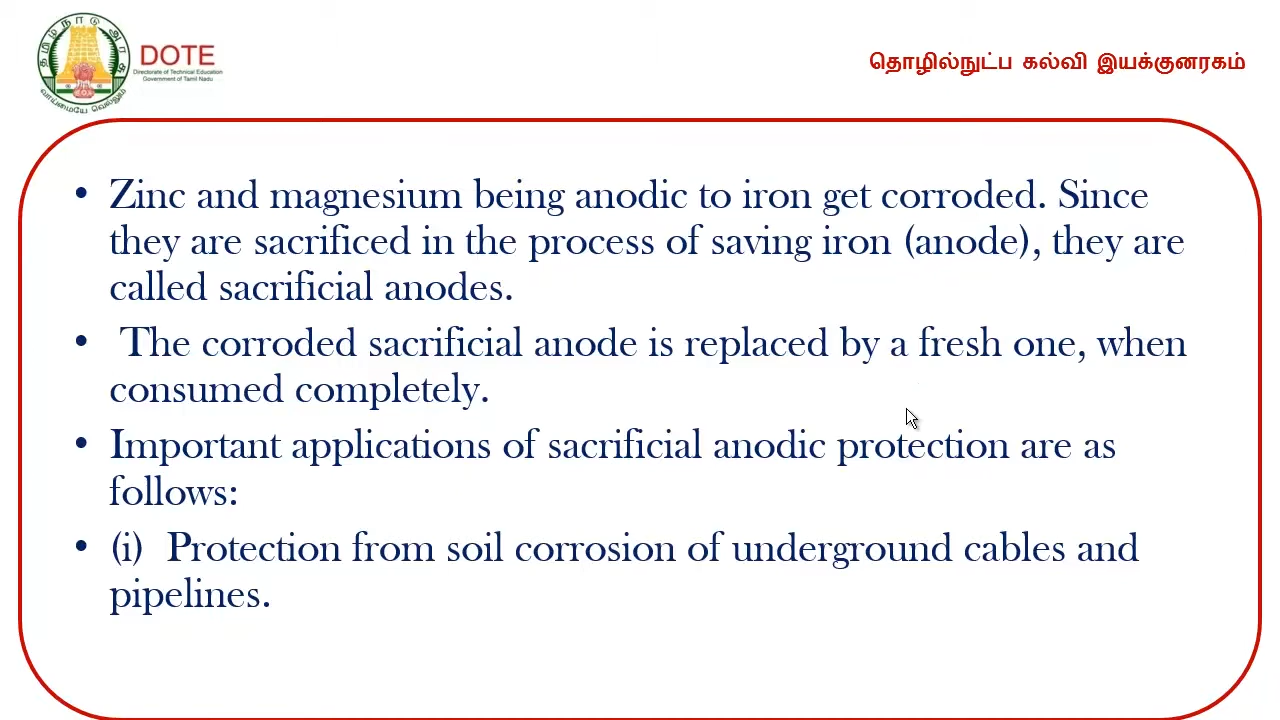 தமிழ்நாடு அரசு
வாய்மையே வெல்லும்
DOTE
Directorate of Technical Education
Government of Tamil Nadu
தொழில்நுட்ப கல்வி இயக்குனரகம்
• Zinc and magnesium being anodic to iron get corroded. Since
they are sacrificed in the process of saving iron (anode), they are
called sacrificial anodes.
• The corroded sacrificial anode is replaced by a fresh one, when
consumed completely.
• Important applications of sacrificial anodic protection are as
follows:
• (i) Protection from soil corrosion of underground cables and
pipelines.